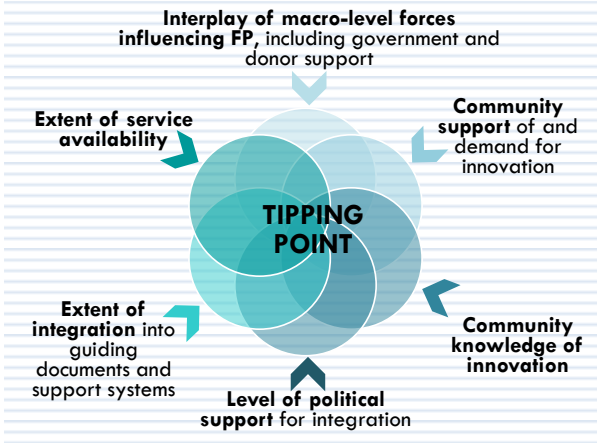 Interplay of macro-level forces
influencing FP, including government and
donor support
Extent of service
availability
Community
support of and
demand for
innovation
TIPPING
POINT
Extent of
integration into
guiding
documents and
support systems
Community
knowledge of
innovation
Level of political
support for integration